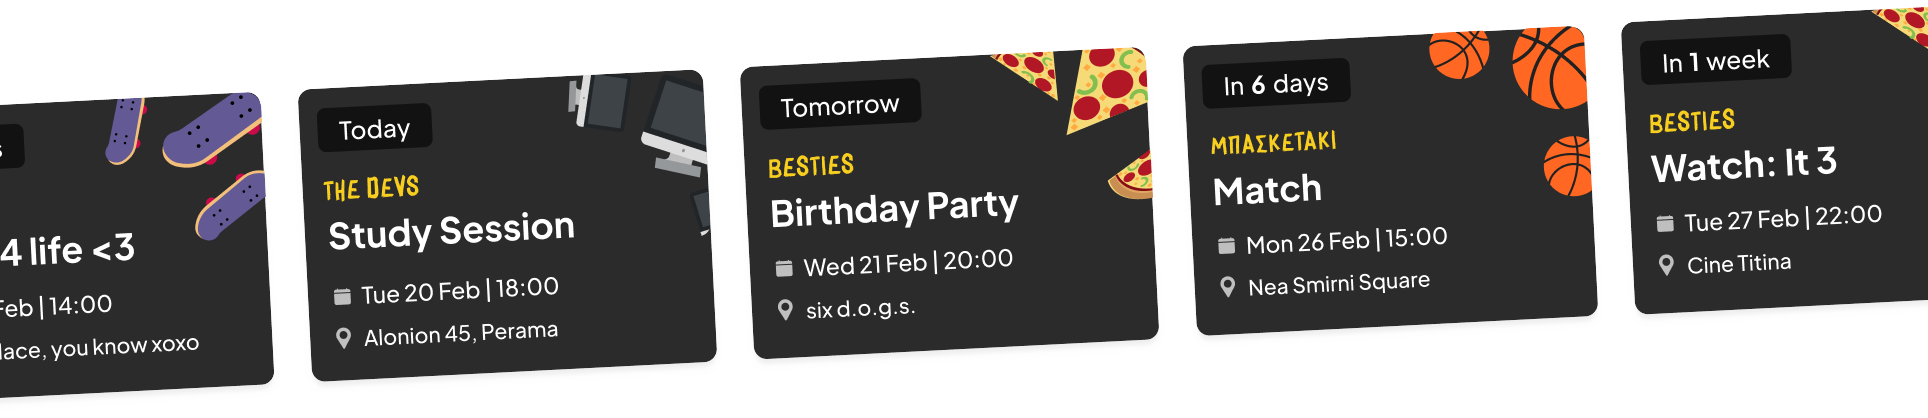 4 life <3
Feb | 14:00
lace, you know xoxo
Today
THE DEVS
Study Session
Tue 20 Feb | 18:00
Alonion 45, Perama
Tomorrow
BESTIES
Birthday Party
Wed 21 Feb | 20:00
six d.o.g.s.
In 6 days
ΜΠΑΣΚΕΤΑΚΙ
Match
Mon 26 Feb | 15:00
Nea Smirni Square
In 1 week
BESTIES
Watch: It 3
Tue 27 Feb | 22:00
Cine Titina